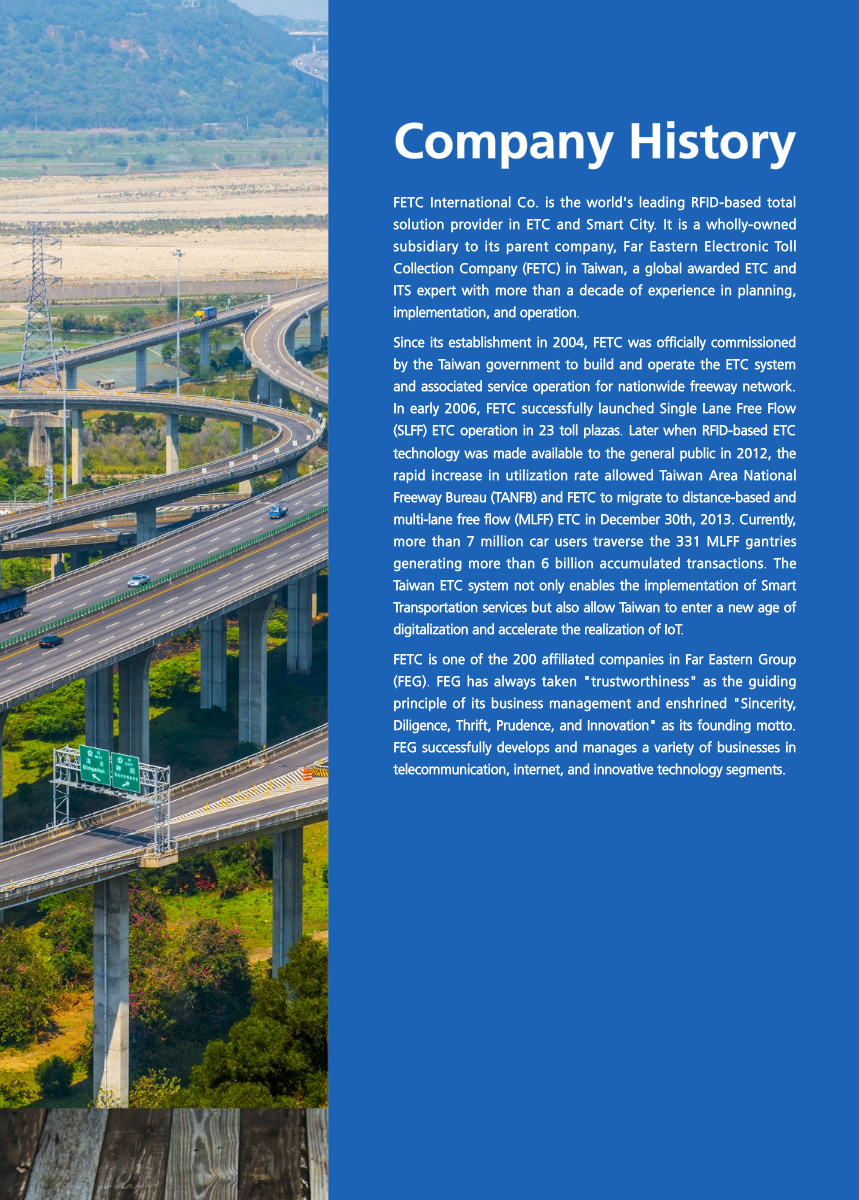 Company History
FETC International Co. is the world's leading RFID-based total
solution provider in ETC and Smart City. It is a wholly-owned
subsidiary to its parent company, Far Eastern Electronic Toll
Collection Company (FETC) in Taiwan, a global awarded ETC and
ITS expert with more than a decade of experience in planning,
implementation, and operation.
Since its establishment in 2004, FETC was officially commissioned
by the Taiwan government to build and operate the ETC system
and associated service operation for nationwide freeway network.
In early 2006, FETC successfully launched Single Lane Free Flow
(SLFF) ETC operation in 23 toll plazas. Later when RFID-based ETC
technology was made available to the general public in 2012, the
rapid increase in utilization rate allowed Taiwan Area National
Freeway Bureau (TANFB) and FETC to migrate to distance-based and
multi-lane free flow (MLFF) ETC in December 30th, 2013. Currently,
more than 7 million car users traverse the 331 MLFF gantries
generating more than 6 billion accumulated transactions. The
Taiwan ETC system not only enables the implementation of Smart
Transportation services but also allow Taiwan to enter a new age of
digitalization and accelerate the realization of IoT.
FETC is one of the 200 affiliated companies in Far Eastern Group
(FEG). FEG has always taken "trustworthiness" as the guiding
principle of its business management and enshrined "Sincerity,
Diligence, Thrift, Prudence, and Innovation" as its founding motto.
FEG successfully develops and manages a variety of businesses in
telecommunication, internet, and innovative technology segments.
清水
Qingshui